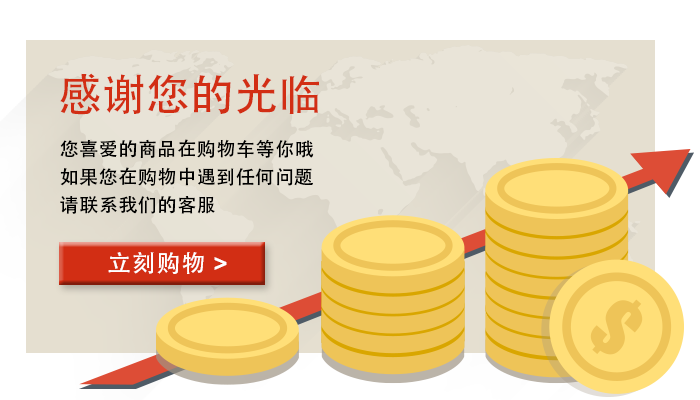 感谢您的光临
您喜爱的商品在购物车等你哦
如果您在购物中遇到任何问题
请联系我们的客服
立刻购物 >
$